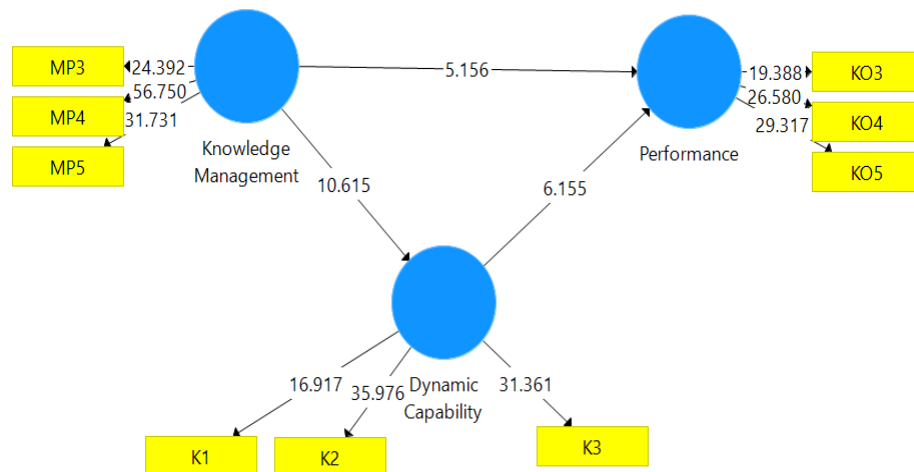 MP3
24.392
5.156
19.388
KO3
MP4
56.750
26.580
KO4
31.731
29.317
MP5
Knowledge
Management
Performance
KO5
10.615
6.155
16.917
35.976
Dynamic
Capability
31.361
K1
K2
K3